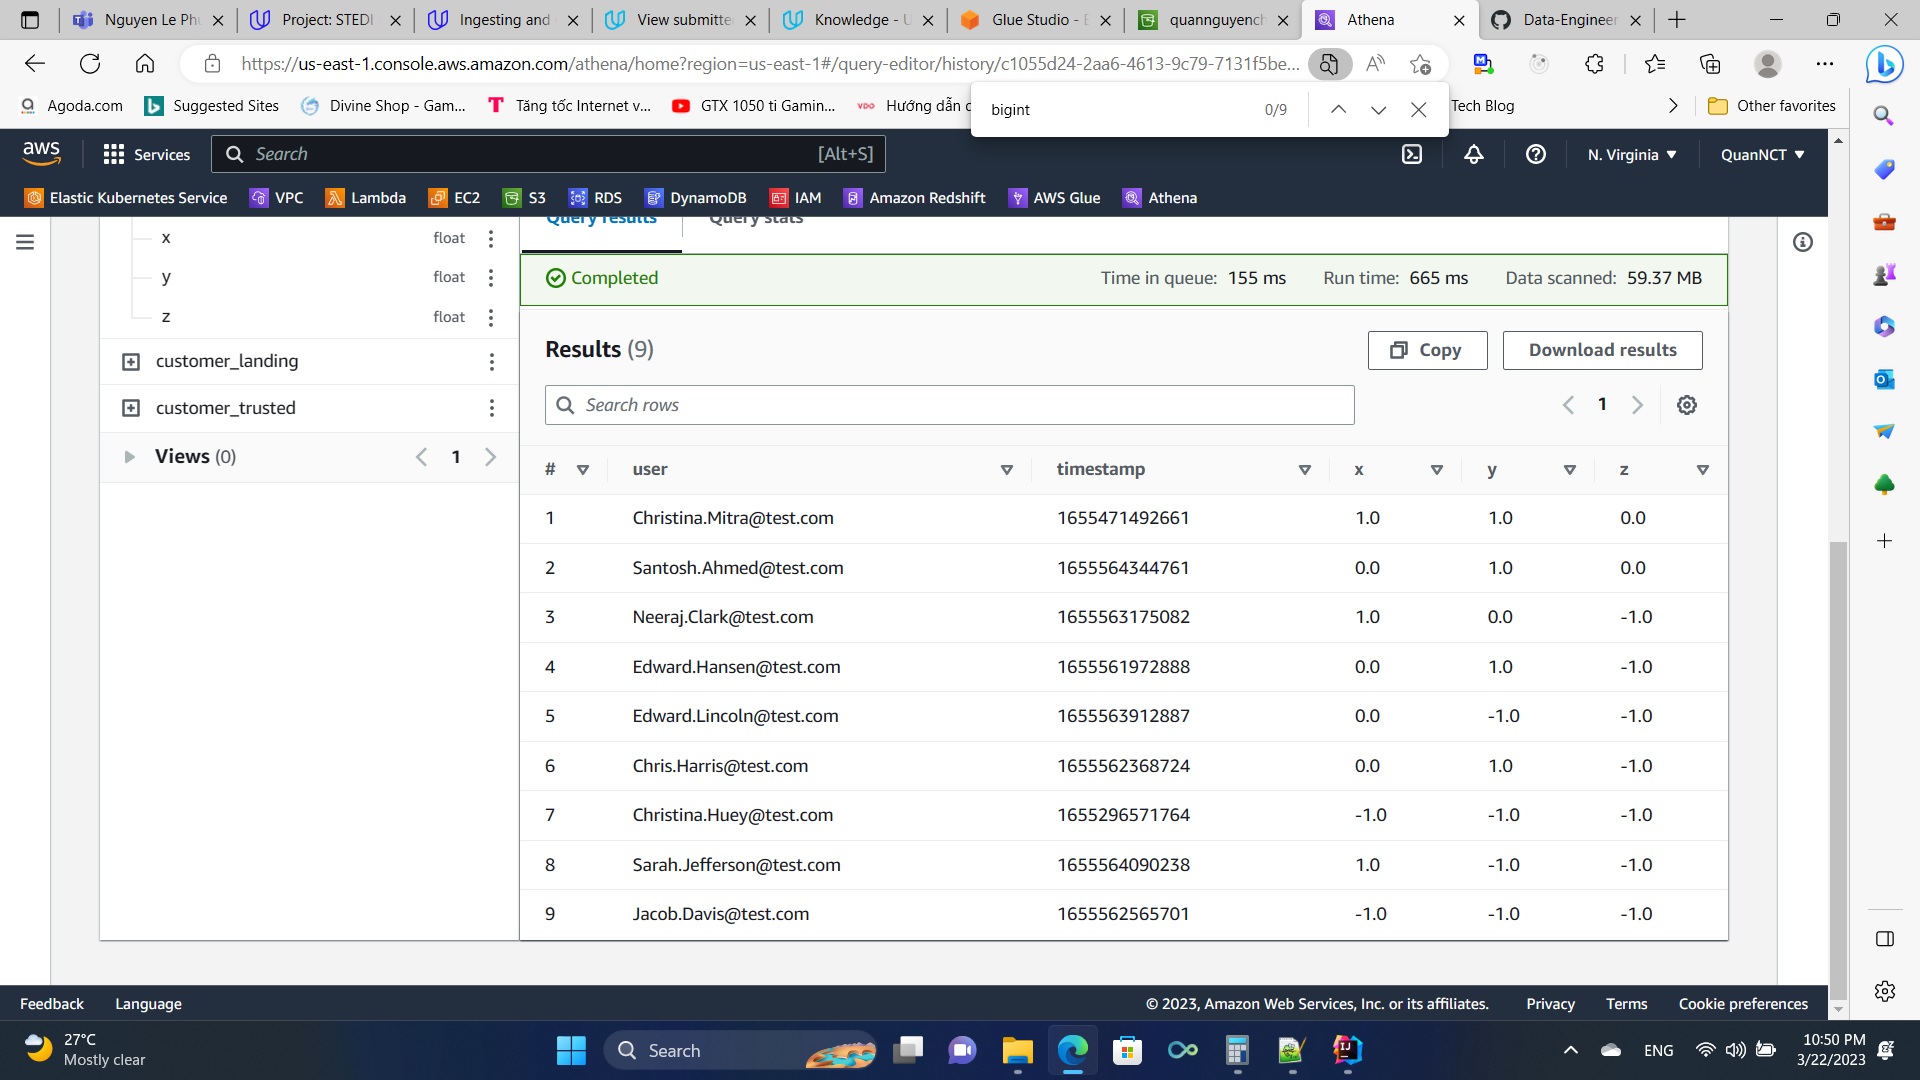 Nguyen Le Ph
Project: STEDI
Ingesting and
View submitte
Knowledge - U
Glue Studio - E
quannguyench
Athena
Data-Engineer
https://us-east-1.console.aws.amazon.com/athena/home?region=us-east-1#/query-editor/history/c1055d24-2aa6-4613-9c79-7131f5be...
Agoda.com
Suggested Sites
Divine Shop - Gam...
Tăng tốc Internet v...
GTX 1050 ti Gamin...
Hướng dẫn c
Tech Blog
Other favorites
bigint
0/9
aws
Services
Search
[Alt+S]
N. Virginia
QuanNCT
Elastic Kubernetes Service
VPC
Lambda
EC2
S3
RDS
DynamoDB
IAM
Amazon Redshift
AWS Glue
Athena
Query results
Query stats
x float
y float
z float
customer_landing
customer_trusted
Views (0)
1
Completed
Time in queue: 155 ms
Run time: 665 ms
Data scanned: 59.37 MB
Results (9)
Copy
Download results
Search rows
1
# user timestamp x y z
1 Christina.Mitra@test.com 1655471492661 1.0 1.0 0.0
2 Santosh.Ahmed@test.com 1655564344761 0.0 1.0 0.0
3 Neeraj.Clark@test.com 1655563175082 1.0 0.0 -1.0
4 Edward.Hansen@test.com 1655561972888 0.0 1.0 -1.0
5 Edward.Lincoln@test.com 1655563912887 0.0 -1.0 -1.0
6 Chris.Harris@test.com 1655562368724 0.0 1.0 -1.0
7 Christina.Huey@test.com 1655296571764 -1.0 -1.0 -1.0
8 Sarah.Jefferson@test.com 1655564090238 1.0 -1.0 -1.0
9 Jacob.Davis@test.com 1655562565701 -1.0 -1.0 -1.0
Feedback
Language
© 2023, Amazon Web Services, Inc. or its affiliates.
Privacy
Terms
Cookie preferences
27°C
Mostly clear
Search
ENG
10:50 PM
3/22/2023